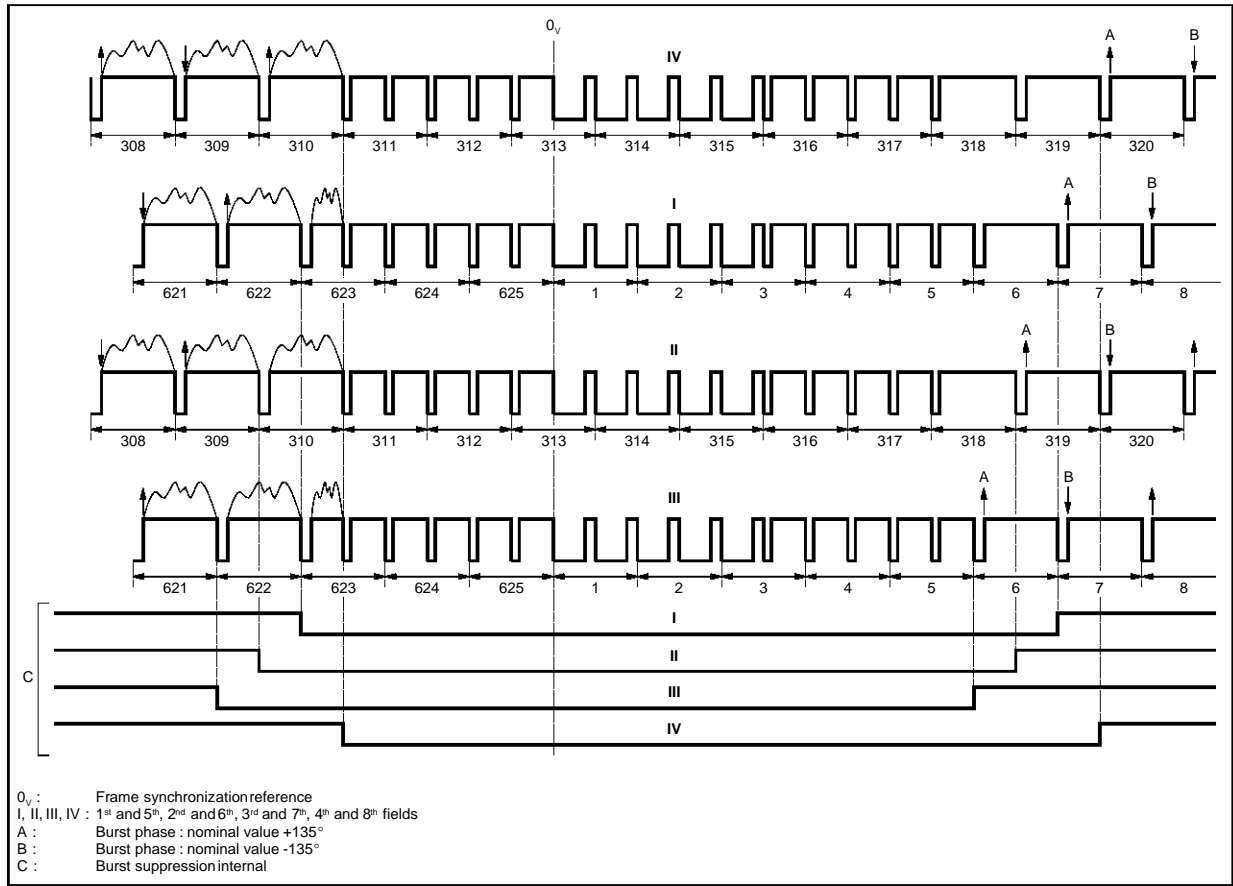 0V
A B
IV
308 309 310 311 312 313 314 315 316 317 318 319 320
A B
I
621 622 623 624 625 1 2 3 4 5 6 7 8
A B
II
308 309 310 311 312 313 314 315 316 317 318 319 320
A B
III
621 622 623 624 625 1 2 3 4 5 6 7 8
I
II
C
III
IV
0V : Frame synchronization reference
I, II, III, IV : 1st and 5th, 2nd and 6th, 3rd and 7th, 4th and 8th fields
A : Burst phase : nominal value +135°
B : Burst phase : nominal value -135°
C : Burst suppression internal